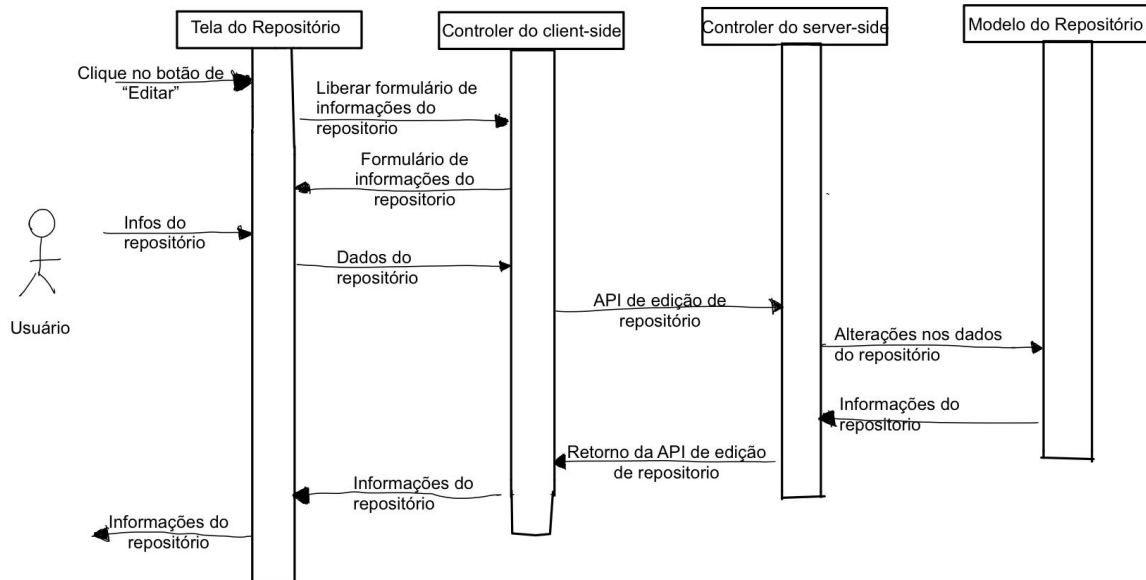 Tela do Repositório
Controler do client-side
Controler do server-side
Modelo do Repositório
Clique no botão de
“Editar”
Liberar formulário de
informações do
repositorio
Formulário de
informações do
repositorio
Infos do
repositório
Dados do
repositório
Usuário
API de edição de
repositório
Alterações nos dados
do repositório
Informações do
repositorio
Retorno da API de edição
de repositorio
Informações do
repositório
Informações do
repositório